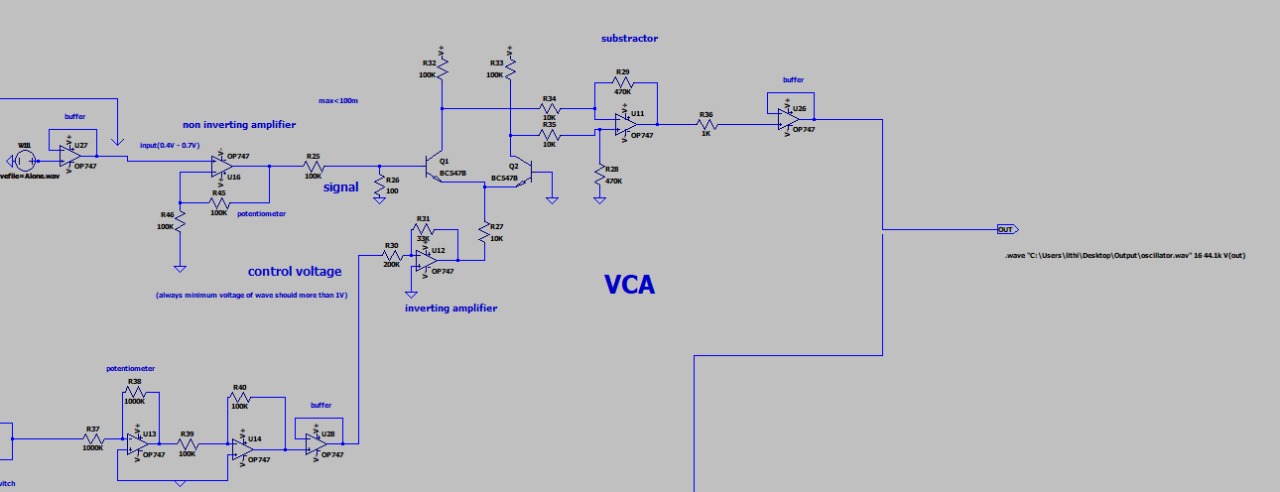 substractor
V+
V+
R32
100K
R33
100K
R29
470K
buffer
max<100m
R34
10K
V+
U11
OP747
V-
R36
1K
V+
U26
OP747
V-
buffer
non inverting amplifier
R35
10K
W11
V+
U27
OP747
V-
input(0.4V - 0.7V)
OP747
U16
R25
100K
Q1
BC547B
Q2
BC547B
vefile=Alone.wav
signal
R26
100
R28
470K
R45
100K
potentiometer
R46
100K
R31
33K
R27
10K
R30
200K
V+
U12
OP747
V-
OUT
.wave "C:\Users\lithi\Desktop\Output\oscillator.wav" 16 44.1k V(out)
control voltage
(always minimum voltage of wave should more than 1V)
VCA
inverting amplifier
potentiometer
R38
1000K
R40
100K
buffer
R37
1000K
V+
U13
OP747
V-
R39
100K
V+
U14
OP747
V-
V+
U28
OP747
V-
vitch